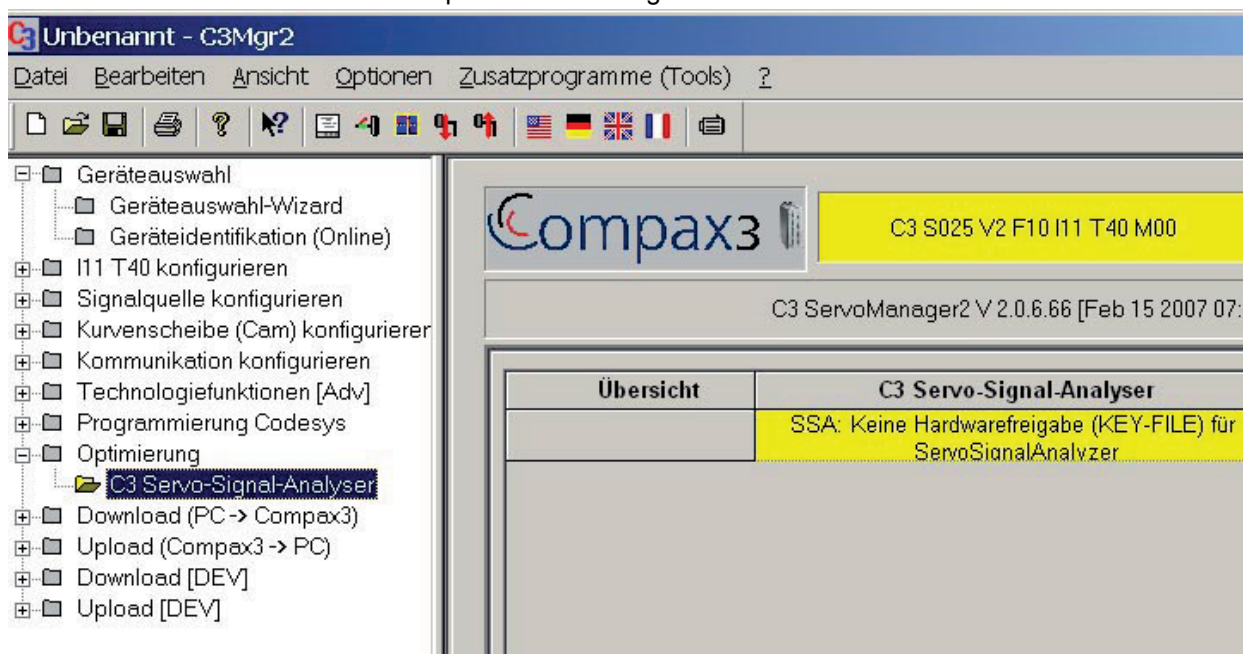 Unbenannt - C3Mgr2
Datei Bearbeiten Ansicht Optionen Zusatzprogramme (Tools) ?
Geräteauswahl
Geräteauswahl-Wizard
Geräteidentifikation (Online)
I11 T40 konfigurieren
Signalquelle konfigurieren
Kurvenscheibe (Cam) konfigurieren
Kommunikation konfigurieren
Technologiefunktionen [Adv]
Programmierung Codesys
Optimierung
C3 Servo-Signal-Analyser
Download (PC -> Compax3)
Upload (Compax3 -> PC)
Download [DEV]
Upload [DEV]
Compax3
C3 S025 V2 F10 I11 T40 M00
C3 ServoManager2 V 2.0.6.66 [Feb 15 2007 07:
Übersicht
C3 Servo-Signal-Analyser
SSA: Keine Hardwarefreigabe (KEY-FILE) für
ServoSignalAnalyzer